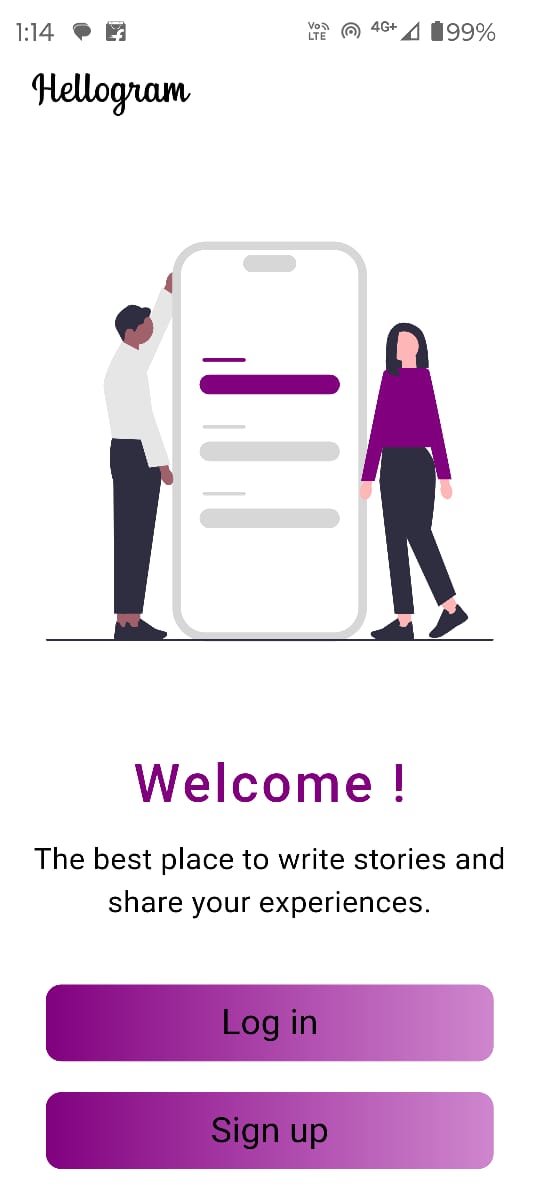 1:14
Vo) LTE 4G+ 99%
Hellogram
Welcome !
The best place to write stories and
share your experiences.
Log in
Sign up